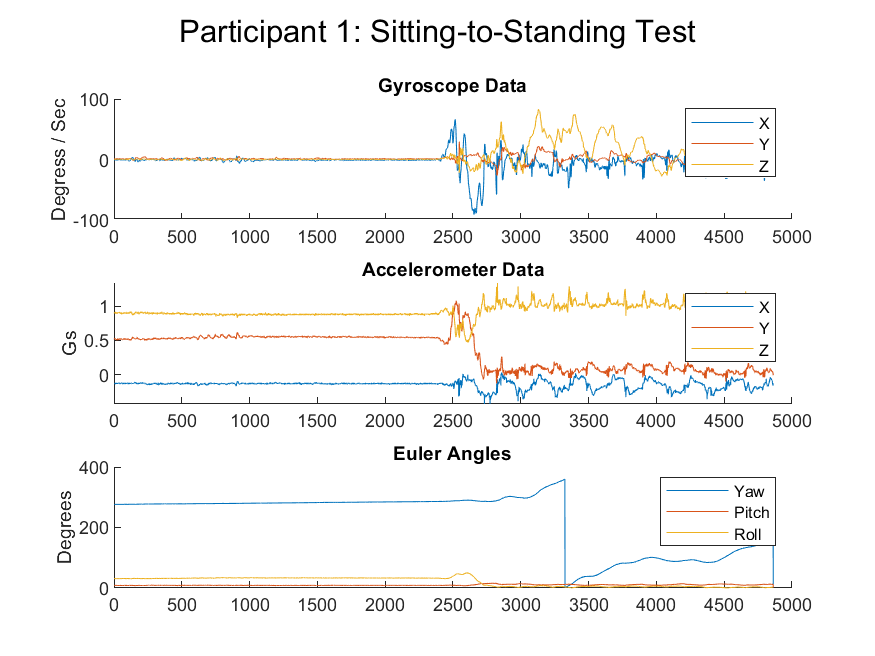 Participant 1: Sitting-to-Standing Test
Gyroscope Data
Degress / Sec
100
0
-100
X
Y
Z
0 500 1000 1500 2000 2500 3000 3500 4000 4500 5000
Accelerometer Data
Gs
1
0.5
0
X
Y
Z
0 500 1000 1500 2000 2500 3000 3500 4000 4500 5000
Euler Angles
Degrees
400
200
0
Yaw
Pitch
Roll
0 500 1000 1500 2000 2500 3000 3500 4000 4500 5000